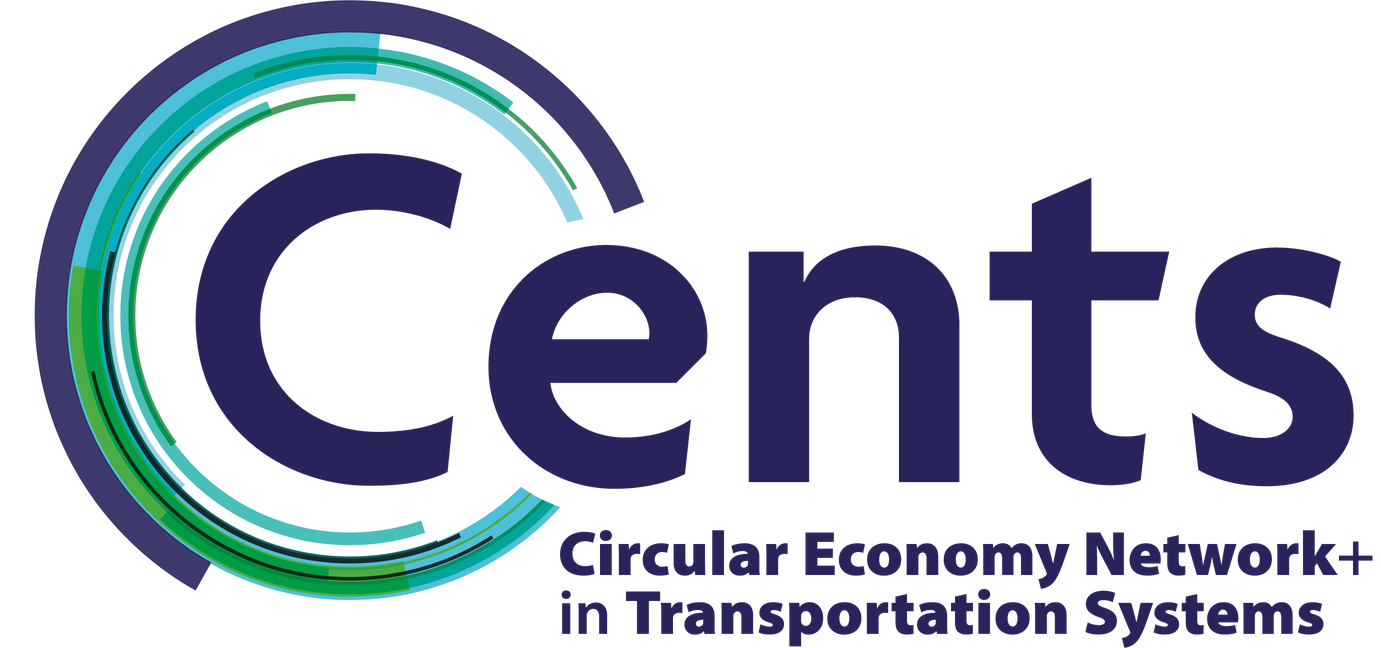 Cents
Circular Economy Network+
in Transportation Systems